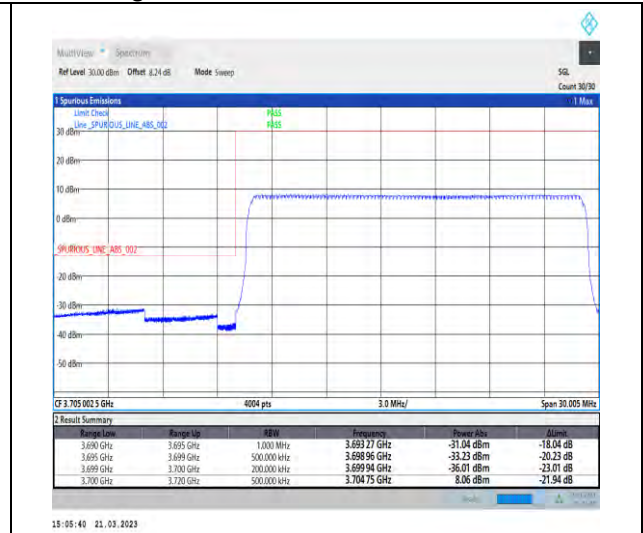 MultiView Spectrum
Ref Level 30.00 dBm Offset 8.24 dB Mode Sweep SGL
Count 30/30
1 Spurious Emissions 1 Max
Limit Check PASS
Line _SPURIOUS_LINE_ABS_002 PASS
30 dBm
20 dBm
10 dBm
0 dBm
_SPURIOUS_LINE_ABS_002
-20 dBm
-30 dBm
-40 dBm
-50 dBm
CF 3.705 002 5 GHz 4004 pts 3.0 MHz/ Span 30.005 MHz
2 Result Summary
Range Low Range Up RBW Frequency Power Abs ΔLimit
3.690 GHz 3.695 GHz 1.000 MHz 3.693 27 GHz -31.04 dBm -18.04 dB
3.695 GHz 3.699 GHz 500.000 kHz 3.698 96 GHz -33.23 dBm -20.23 dB
3.699 GHz 3.700 GHz 200.000 kHz 3.699 94 GHz -36.01 dBm -23.01 dB
3.700 GHz 3.720 GHz 500.000 kHz 3.704 75 GHz 8.06 dBm -21.94 dB
15:05:40 21.03.2023